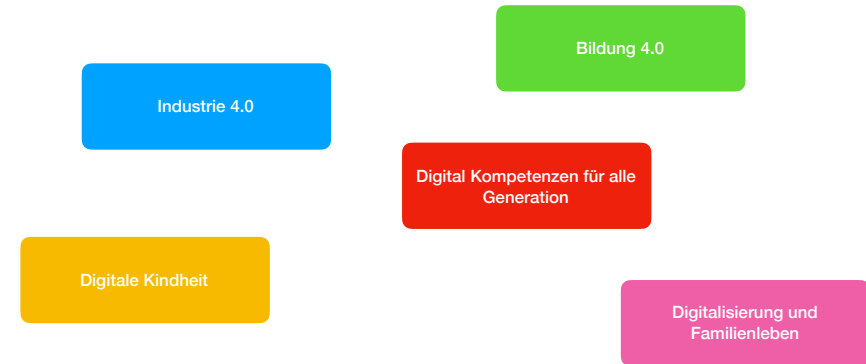 Bildung 4.0
Industrie 4.0
Digital Kompetenzen für alle
Generation
Digitale Kindheit
Digitalisierung und
Familienleben